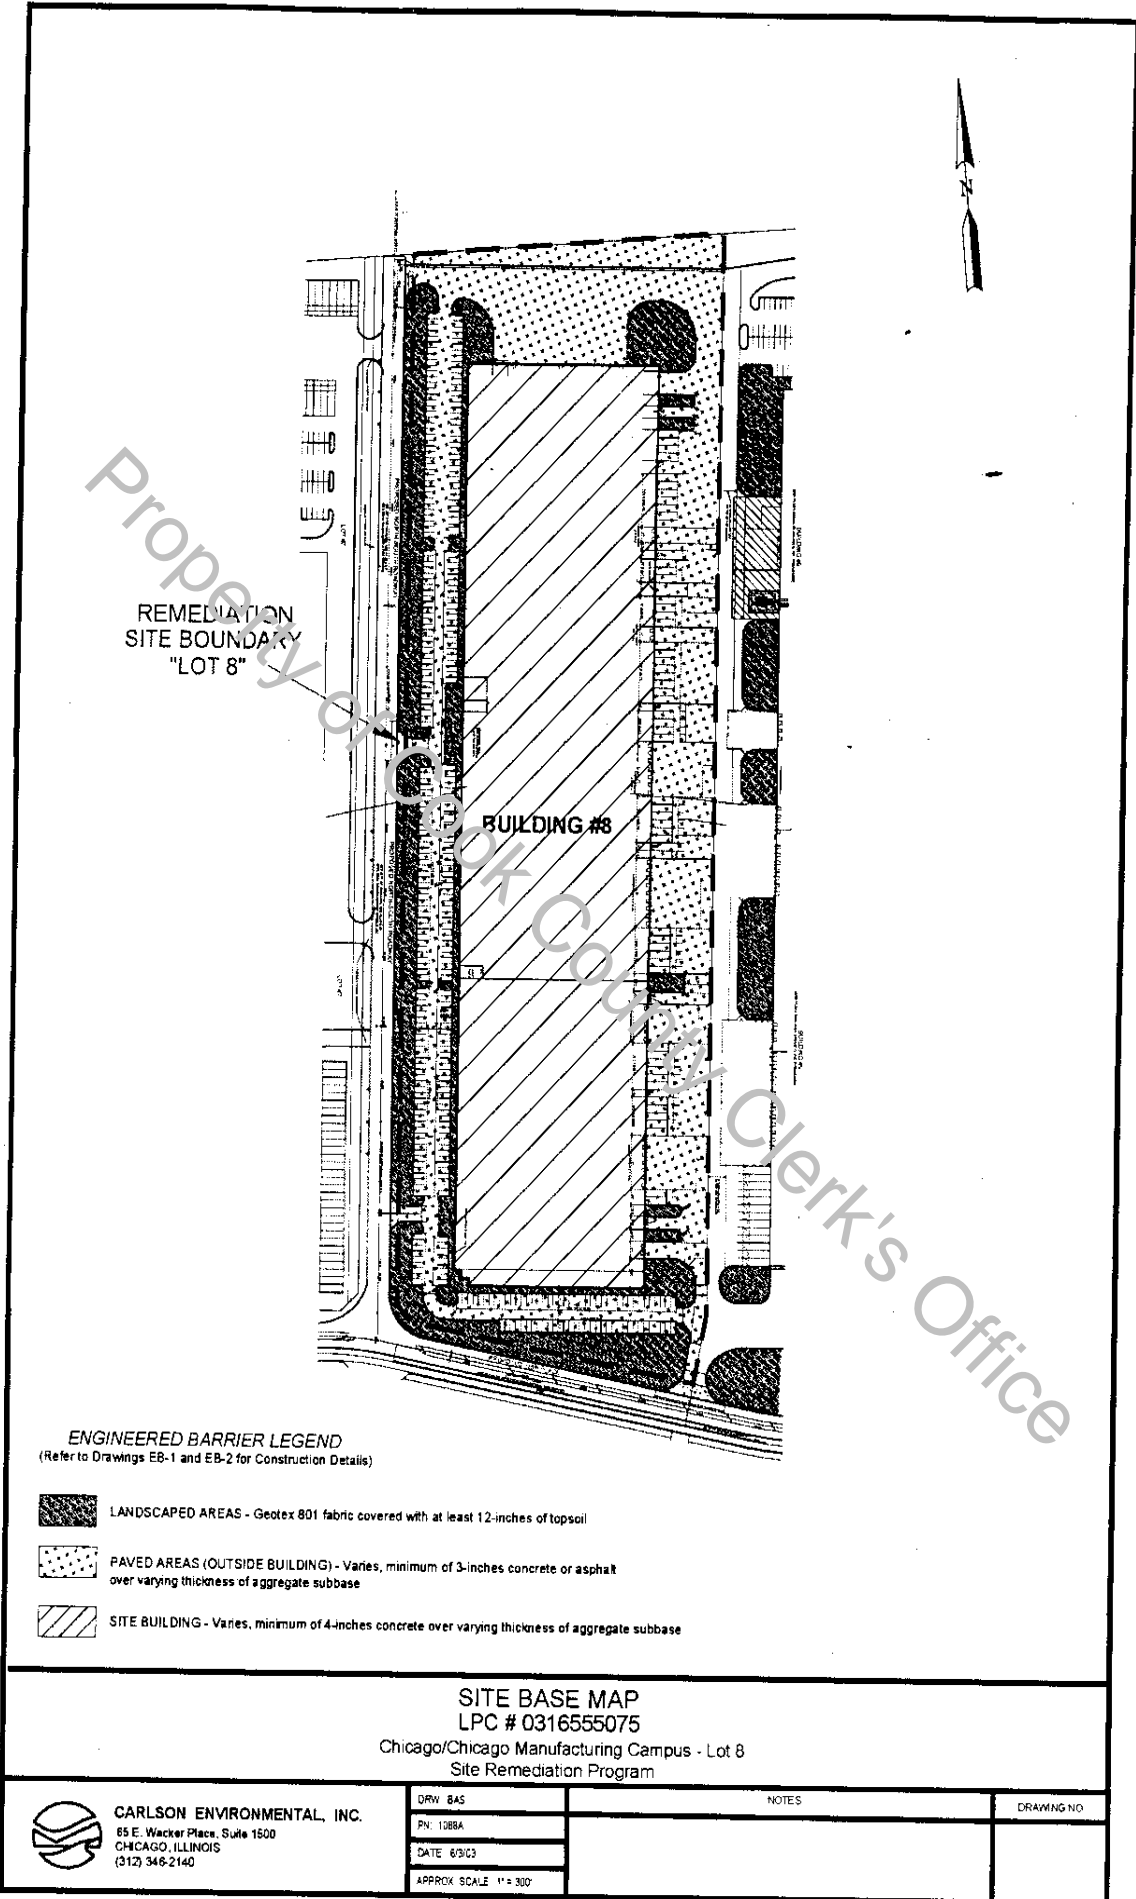 N
REMEDIATION
SITE BOUNDARY
"LOT 8"
BUILDING #8
Property of Cook County Clerk's Office
ENGINEERED BARRIER LEGEND
(Refer to Drawings EB-1 and EB-2 for Construction Details)
LANDSCAPED AREAS - Geotex 801 fabric covered with at least 12-inches of topsoil
PAVED AREAS (OUTSIDE BUILDING) - Varies, minimum of 3-inches concrete or asphalt
over varying thickness of aggregate subbase
SITE BUILDING - Varies, minimum of 4-inches concrete over varying thickness of aggregate subbase
SITE BASE MAP
LPC # 0316555075
Chicago/Chicago Manufacturing Campus - Lot 8
Site Remediation Program
CARLSON ENVIRONMENTAL, INC.
65 E. Wacker Place, Suite 1500
CHICAGO, ILLINOIS
(312) 346-2140
DRW BAS
PN: 1088A
DATE 6/3/03
APPROX SCALE 1" = 300'
NOTES
DRAWING NO